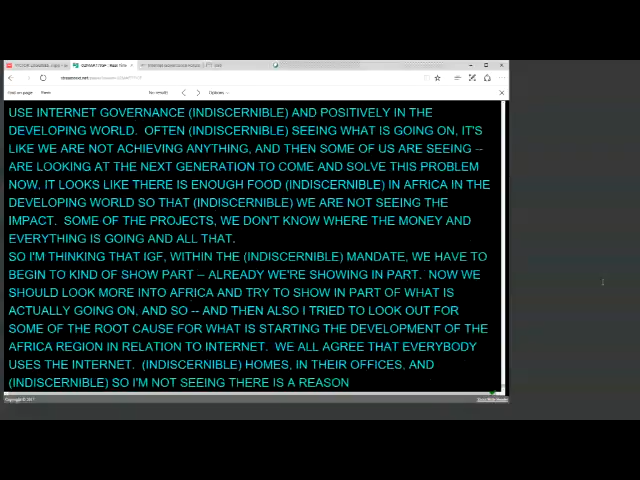 Find on page
No results
Options
USE INTERNET GOVERNANCE (INDISCERNIBLE) AND POSITIVELY IN THE
DEVELOPING WORLD.  OFTEN (INDISCERNIBLE) SEEING WHAT IS GOING ON, IT'S
LIKE WE ARE NOT ACHIEVING ANYTHING, AND THEN SOME OF US ARE SEEING --
ARE LOOKING AT THE NEXT GENERATION TO COME AND SOLVE THIS PROBLEM
NOW, IT LOOKS LIKE THERE IS ENOUGH FOOD (INDISCERNIBLE) IN AFRICA IN THE
DEVELOPING WORLD SO THAT (INDISCERNIBLE) WE ARE NOT SEEING THE
IMPACT.  SOME OF THE PROJECTS, WE DON'T KNOW WHERE THE MONEY AND
EVERYTHING IS GOING AND ALL THAT.
SO I'M THINKING THAT IGF, WITHIN THE (INDISCERNIBLE) MANDATE, WE HAVE TO
BEGIN TO KIND OF SHOW PART -- ALREADY WE'RE SHOWING IN PART.  NOW WE
SHOULD LOOK MORE INTO AFRICA AND TRY TO SHOW IN PART OF WHAT IS
ACTUALLY GOING ON, AND SO -- AND THEN ALSO I TRIED TO LOOK OUT FOR
SOME OF THE ROOT CAUSE FOR WHAT IS STARTING THE DEVELOPMENT OF THE
AFRICA REGION IN RELATION TO INTERNET.  WE ALL AGREE THAT EVERYBODY
USES THE INTERNET.  (INDISCERNIBLE) HOMES, IN THEIR OFFICES, AND
(INDISCERNIBLE) SO I'M NOT SEEING THERE IS A REASON
Copyright © 2017